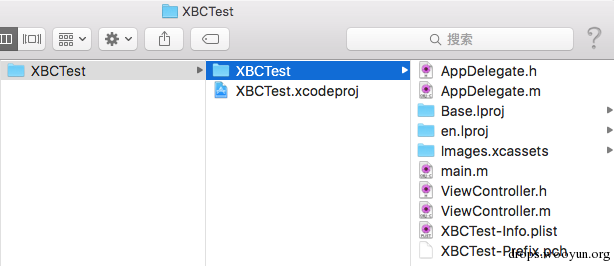 XBCTest
搜索
XBCTest
XBCTest
XBCTest.xcodeproj
AppDelegate.h
AppDelegate.m
Base.lproj
en.lproj
Images.xcassets
main.m
ViewController.h
ViewController.m
XBCTest-Info.plist
XBCTest-Prefix.pch
drops.wooyun.org